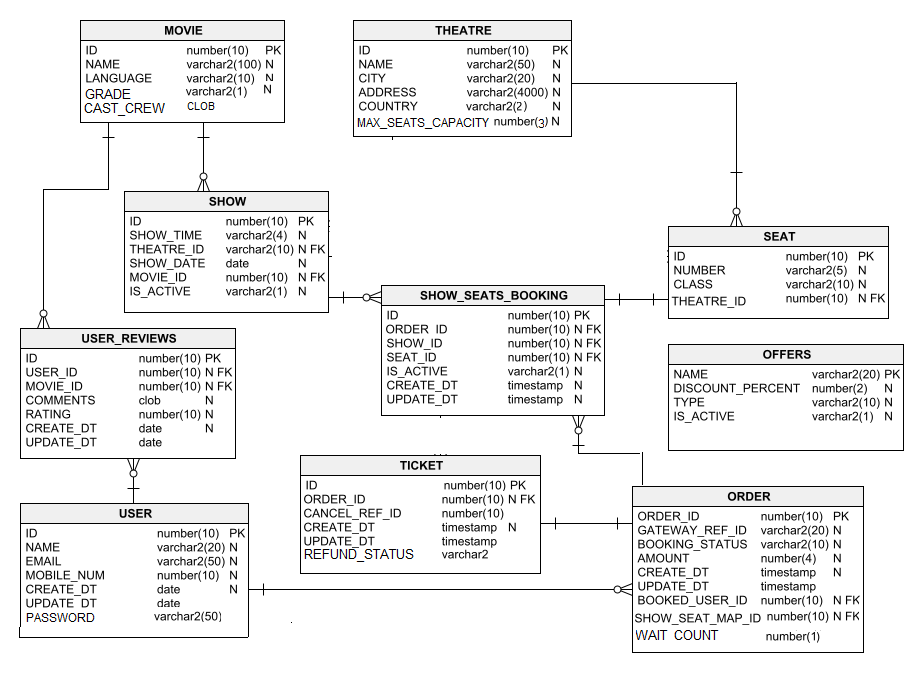 MOVIE
ID number(10) PK
NAME varchar2(100) N
LANGUAGE varchar2(10) N
GRADE varchar2(1) N
CAST_CREW CLOB
THEATRE
ID number(10) PK
NAME varchar2(50) N
CITY varchar2(20) N
ADDRESS varchar2(4000) N
COUNTRY varchar2(2) N
MAX_SEATS_CAPACITY number(3) N
SHOW
ID number(10) PK
SHOW_TIME varchar2(4) N
THEATRE_ID varchar2(10) N FK
SHOW_DATE date N
MOVIE_ID number(10) N FK
IS_ACTIVE varchar2(1) N
SEAT
ID number(10) PK
NUMBER varchar2(5) N
CLASS varchar2(10) N
THEATRE_ID number(10) N FK
SHOW_SEATS_BOOKING
ID number(10) PK
ORDER_ID number(10) N FK
SHOW_ID number(10) N FK
SEAT_ID number(10) N FK
IS_ACTIVE varchar2(1) N
CREATE_DT timestamp N
UPDATE_DT timestamp N
USER_REVIEWS
ID number(10) PK
USER_ID number(10) N FK
MOVIE_ID number(10) N FK
COMMENTS clob N
RATING number(10) N
CREATE_DT date N
UPDATE_DT date
OFFERS
NAME varchar2(20) PK
DISCOUNT_PERCENT number(2) N
TYPE varchar2(10) N
IS_ACTIVE varchar2(1) N
TICKET
ID number(10) PK
ORDER_ID number(10) N FK
CANCEL_REF_ID number(10)
CREATE_DT timestamp N
UPDATE_DT timestamp
REFUND_STATUS varchar2
USER
ID number(10) PK
NAME varchar2(20) N
EMAIL varchar2(50) N
MOBILE_NUM number(10) N
CREATE_DT date N
UPDATE_DT date
PASSWORD varchar2(50)
ORDER
ORDER_ID number(10) PK
GATEWAY_REF_ID varchar2(20) N
BOOKING_STATUS varchar2(10) N
AMOUNT number(4) N
CREATE_DT timestamp N
UPDATE_DT timestamp
BOOKED_USER_ID number(10) N FK
SHOW_SEAT_MAP_ID number(10) N FK
WAIT COUNT number(1)